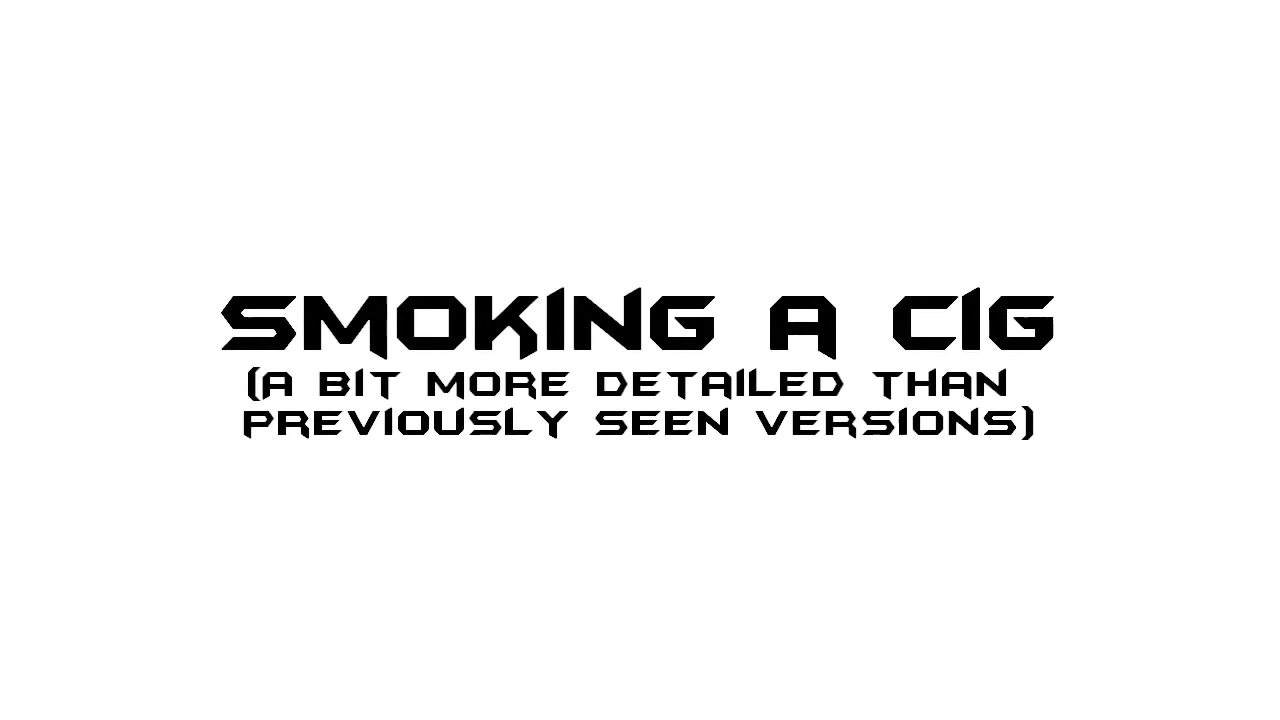 SMOKING A CIG
(A BIT MORE DETAILED THAN
PREVIOUSLY SEEN VERSIONS)